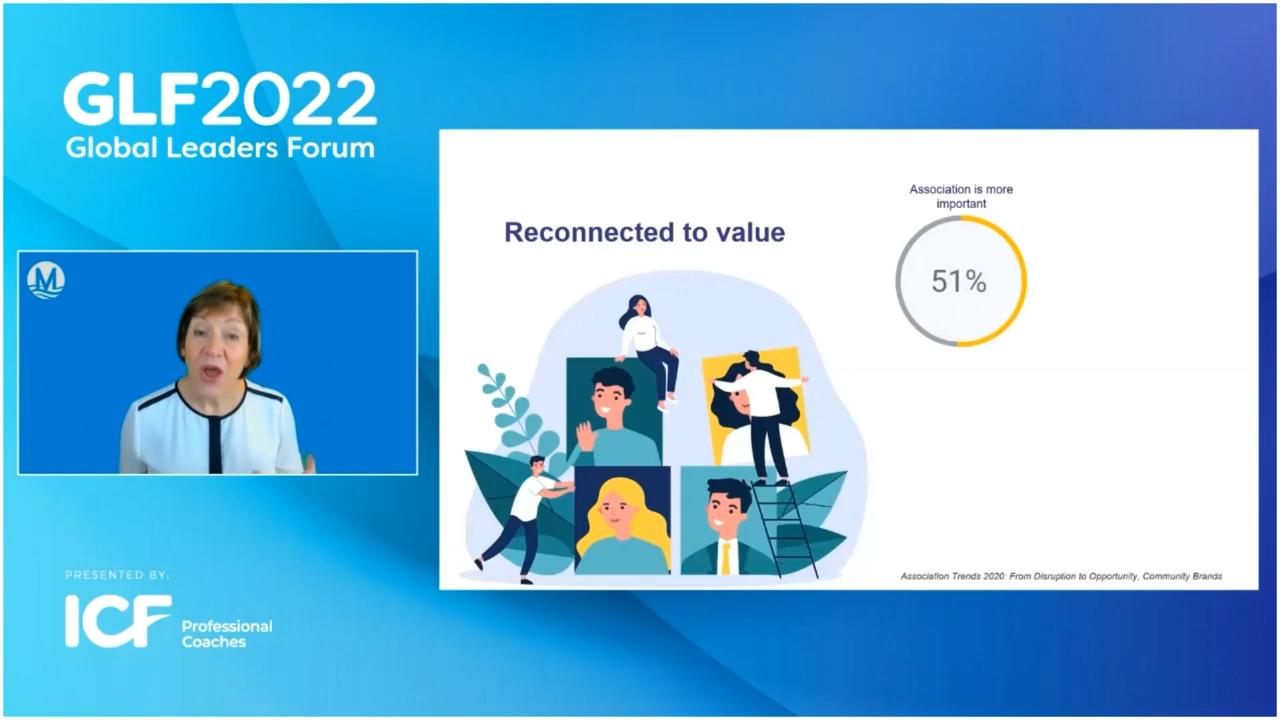 GLF2022
Global Leaders Forum
M
PRESENTED BY:
ICF Professional
Coaches
Reconnected to value
Association is more
important
51%
Association Trends 2020: From Disruption to Opportunity, Community Brands